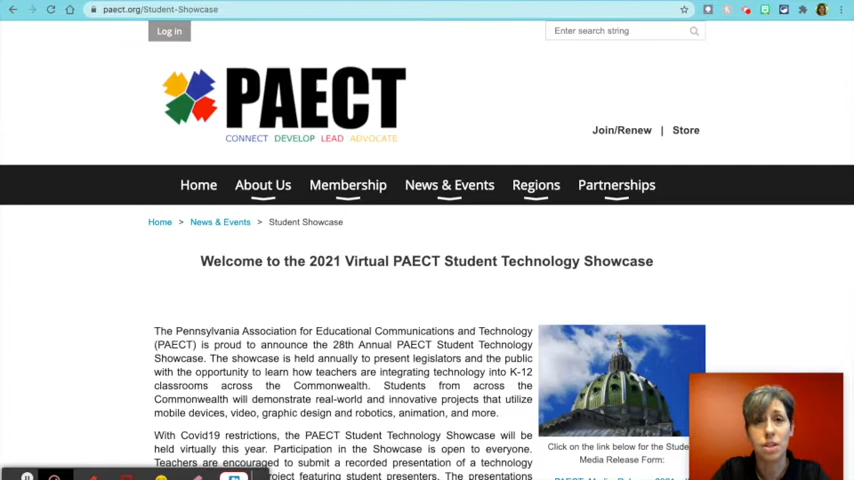 paect.org/Student-Showcase
Log in
Enter search string
PAECT
CONNECT DEVELOP LEAD ADVOCATE
Join/Renew | Store
Home About Us Membership News & Events Regions Partnerships
Home > News & Events > Student Showcase
Welcome to the 2021 Virtual PAECT Student Technology Showcase
The Pennsylvania Association for Educational Communications and Technology
(PAECT) is proud to announce the 28th Annual PAECT Student Technology
Showcase. The showcase is held annually to present legislators and the public
with the opportunity to learn how teachers are integrating technology into K-12
classrooms across the Commonwealth. Students from across the
Commonwealth will demonstrate real-world and innovative projects that utilize
mobile devices, video, graphic design and robotics, animation, and more.
With Covid19 restrictions, the PAECT Student Technology Showcase will be
held virtually this year. Participation in the Showcase is open to everyone.
Teachers are encouraged to submit a recorded presentation of a technology
project featuring student presenters. The presentations
Click on the link below for the Stude
Media Release Form: